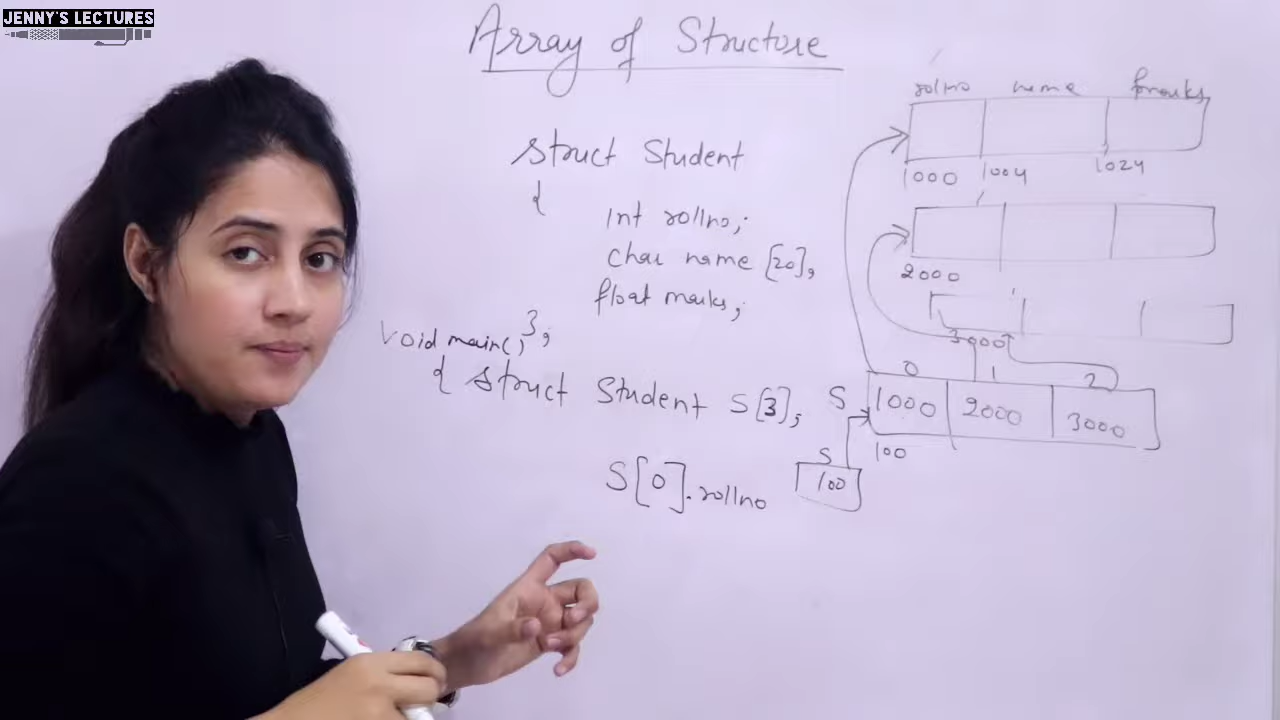 JENNY'S LECTURES
Array of Structure
struct Student
{
int rollno;
char name [20],
float marks;
};
void main()
{ struct Student S[3],
S[0].rollno
rollno name fmarks
1000 1004 1024
2000
3000
0 1 2
S 1000 2000 3000
100
S
100